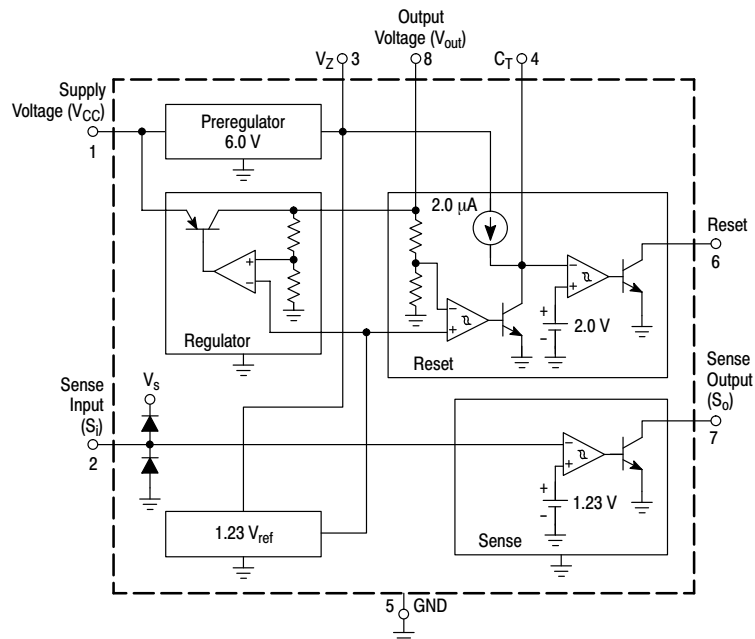 Output
Voltage (Vout)
VZ 3
8
CT 4
Supply
Voltage (VCC)
1
Preregulator
6.0 V
2.0 μA
Reset
6
+
−
Regulator
−
+
−
+
+
−
2.0 V
Reset
Sense
Output
(So)
7
Sense
Input
(Si)
2
Vs
−
+
+
−
1.23 V
Sense
1.23 Vref
5 GND